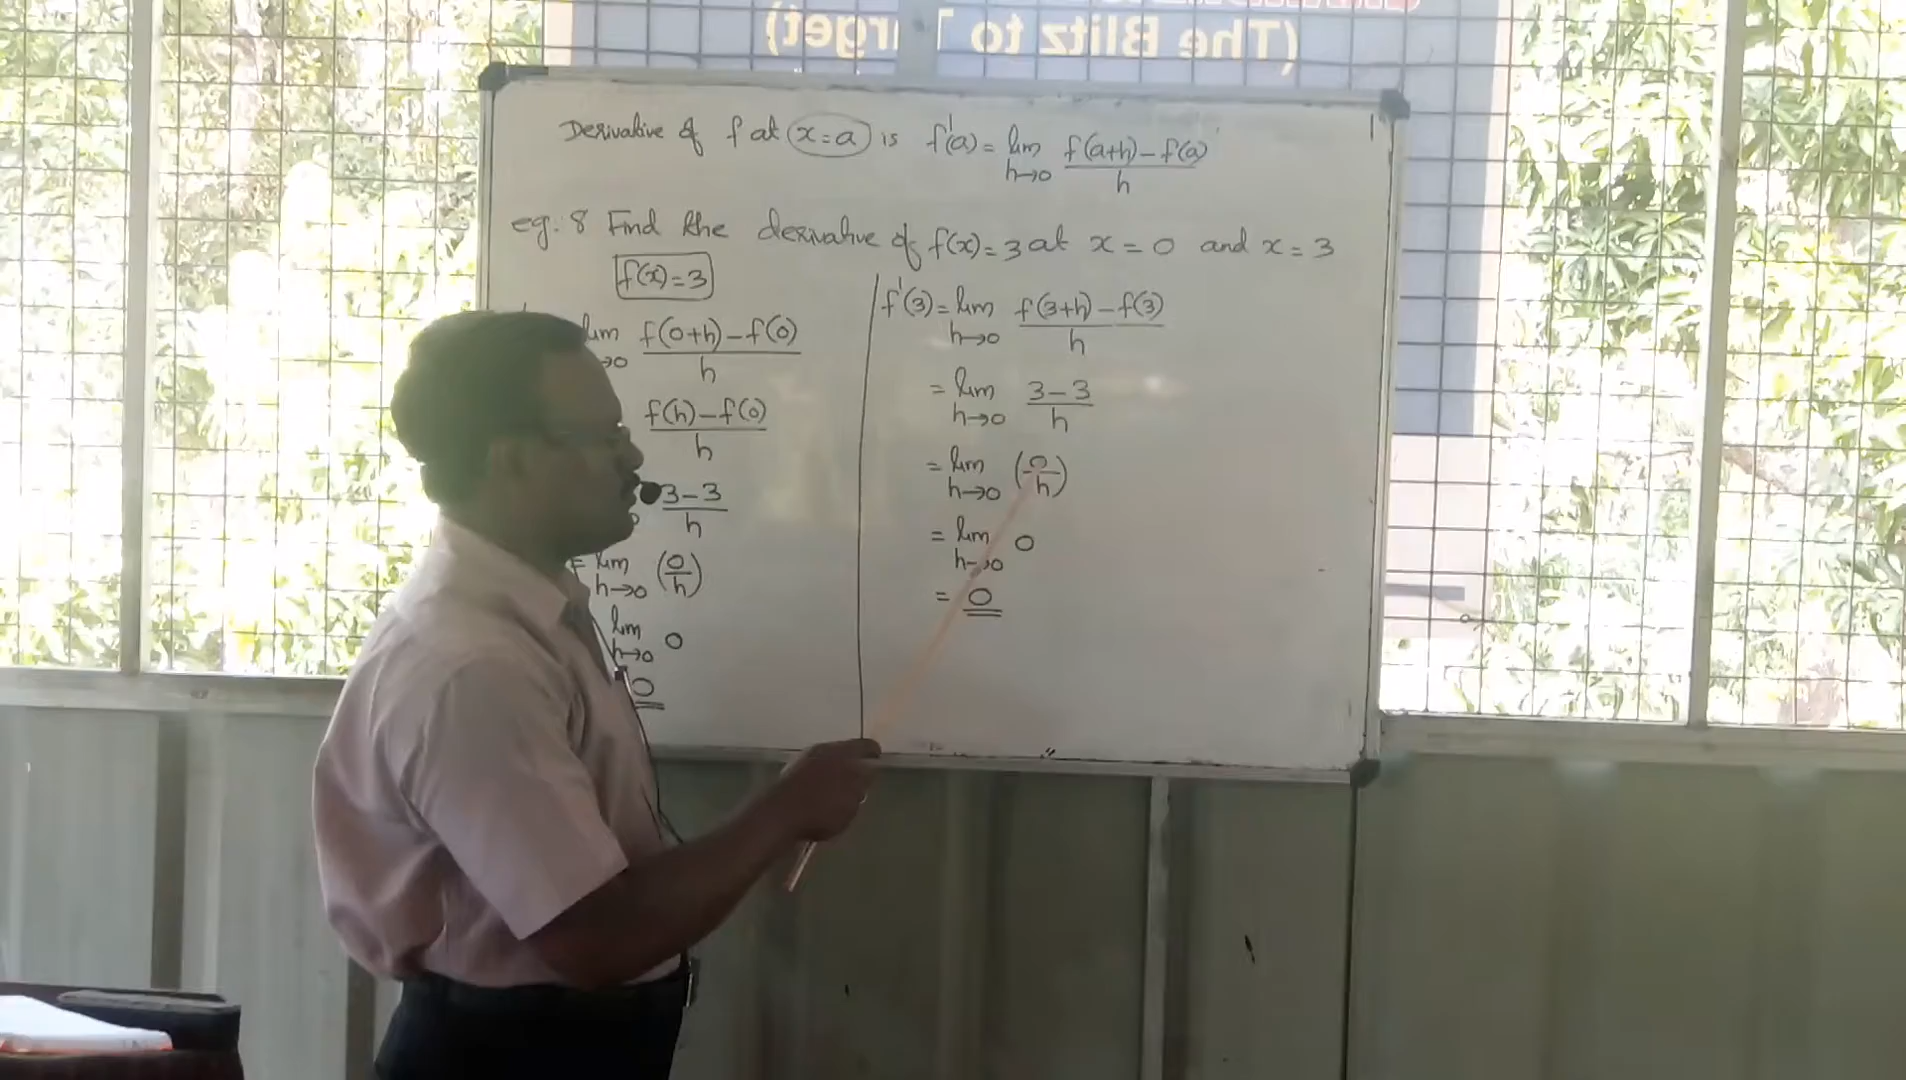 (The Blitz to Target)
Derivative of f at x=a is f'(a) = lim h→0 f(a+h)-f(a) / h
eg: 8 Find the derivative of f(x)=3 at x=0 and x=3
f(x)=3
lim →0 f(0+h)-f(0) / h
f(h)-f(0) / h
3-3 / h
= lim h→0 (0/h)
lim h→0 0
0
f'(3) = lim h→0 f(3+h)-f(3) / h
= lim h→0 3-3 / h
= lim h→0 (0/h)
= lim h→0 0
= 0